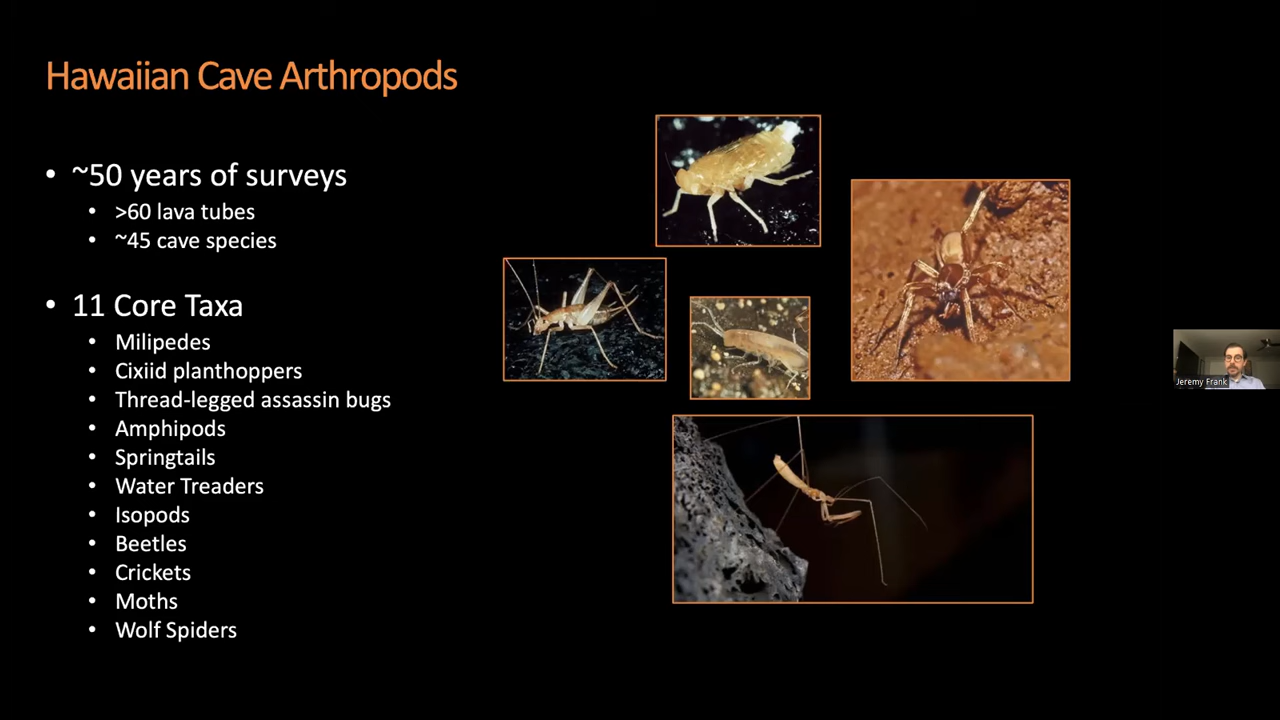 Hawaiian Cave Arthropods
• ~50 years of surveys
• >60 lava tubes
• ~45 cave species
• 11 Core Taxa
• Milipedes
• Cixiid planthoppers
• Thread-legged assassin bugs
• Amphipods
• Springtails
• Water Treaders
• Isopods
• Beetles
• Crickets
• Moths
• Wolf Spiders
Jeremy Frank